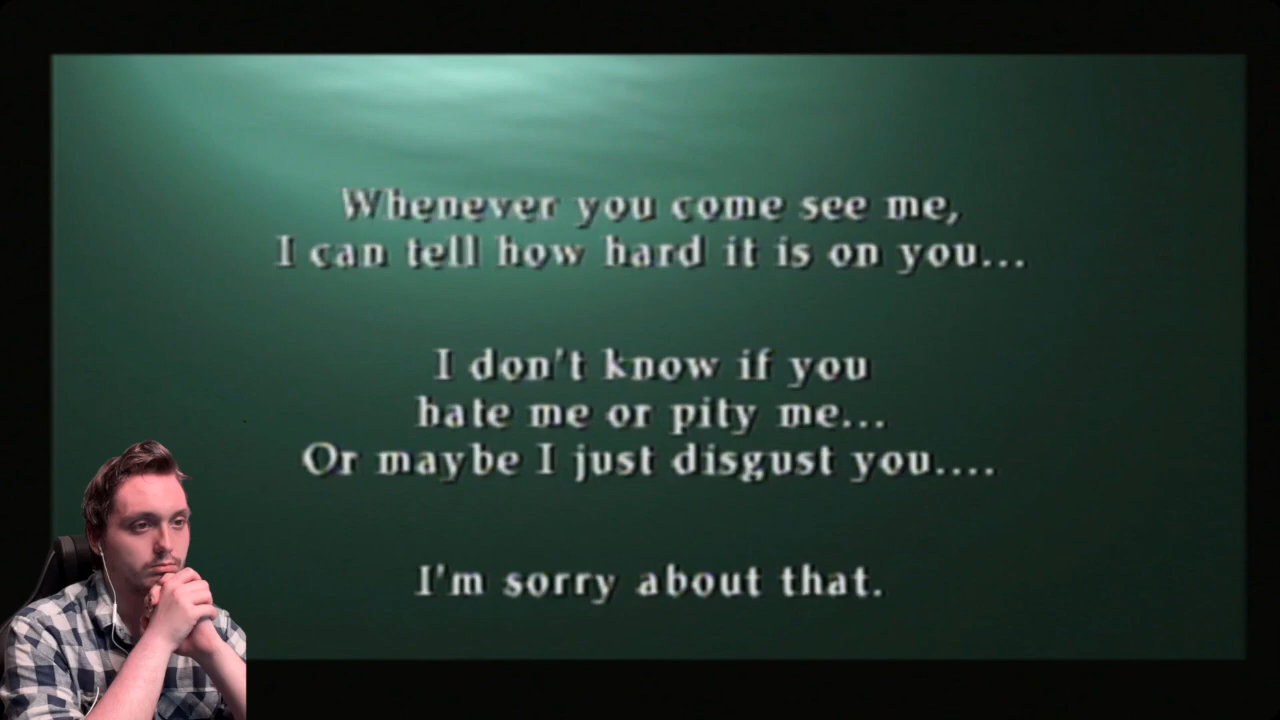 Whenever you come see me,
I can tell how hard it is on you...
I don't know if you
hate me or pity me...
Or maybe I just disgust you....
I'm sorry about that.